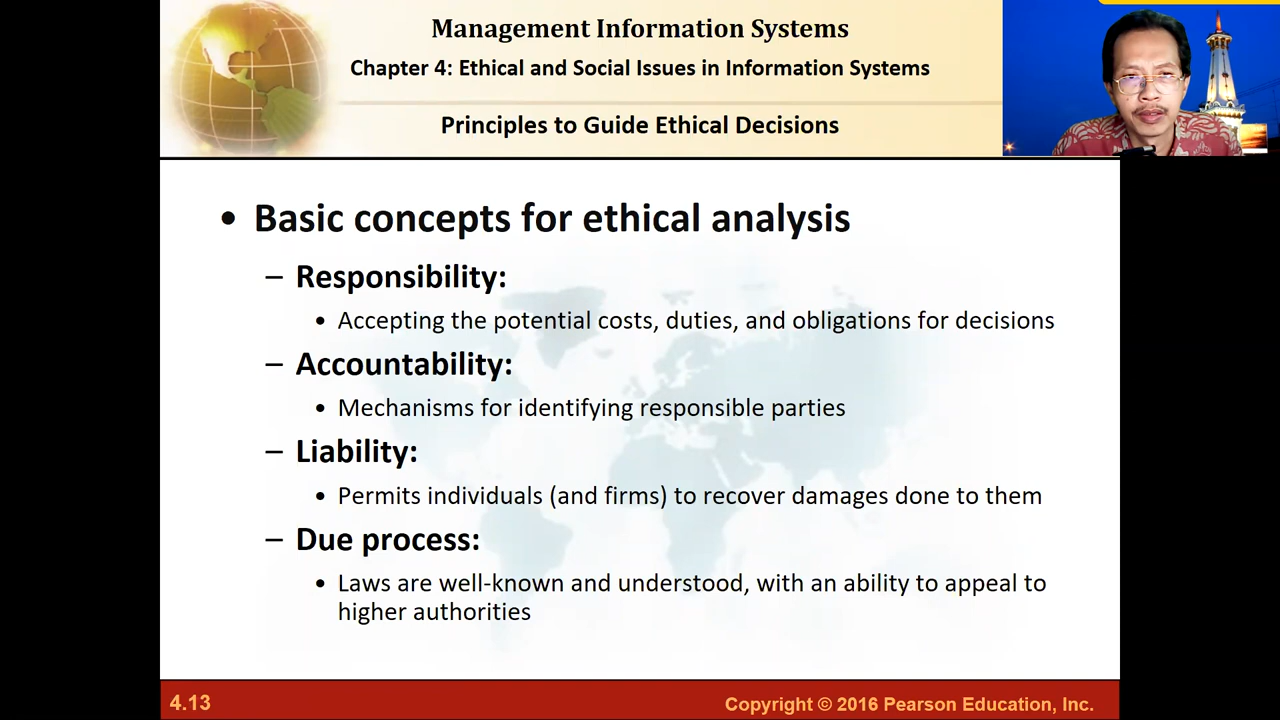 Management Information Systems
Chapter 4: Ethical and Social Issues in Information Systems
Principles to Guide Ethical Decisions
• Basic concepts for ethical analysis
– Responsibility:
• Accepting the potential costs, duties, and obligations for decisions
– Accountability:
• Mechanisms for identifying responsible parties
– Liability:
• Permits individuals (and firms) to recover damages done to them
– Due process:
• Laws are well-known and understood, with an ability to appeal to
higher authorities
4.13
Copyright © 2016 Pearson Education, Inc.